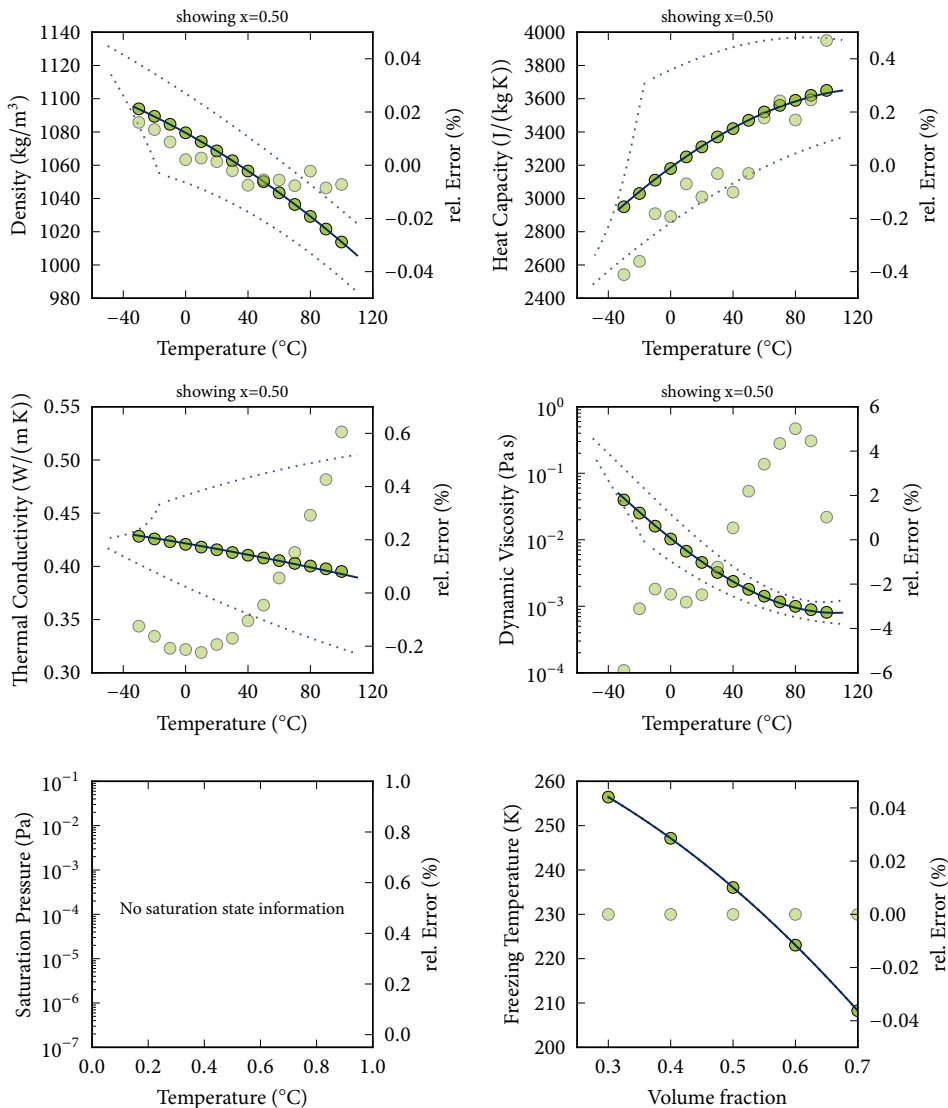 showing x=0.50
1140
1120
1100
1080
1060
1040
1020
1000
980
Density (kg/m³)
0.04
0.02
0.00
−0.02
−0.04
rel. Error (%)
−40 0 40 80 120
Temperature (°C)
showing x=0.50
4000
3800
3600
3400
3200
3000
2800
2600
2400
Heat Capacity (J/(kg K))
0.4
0.2
0.0
−0.2
−0.4
rel. Error (%)
−40 0 40 80 120
Temperature (°C)
showing x=0.50
0.55
0.50
0.45
0.40
0.35
0.30
Thermal Conductivity (W/(m K))
0.6
0.4
0.2
0.0
−0.2
rel. Error (%)
−40 0 40 80 120
Temperature (°C)
showing x=0.50
10⁰
10⁻¹
10⁻²
10⁻³
10⁻⁴
Dynamic Viscosity (Pa s)
6
4
2
0
−2
−4
−6
rel. Error (%)
−40 0 40 80 120
Temperature (°C)
10⁻¹
10⁻²
10⁻³
10⁻⁴
10⁻⁵
10⁻⁶
10⁻⁷
Saturation Pressure (Pa)
No saturation state information
1.0
0.8
0.6
0.4
0.2
0.0
rel. Error (%)
0.0 0.2 0.4 0.6 0.8 1.0
Temperature (°C)
260
250
240
230
220
210
200
Freezing Temperature (K)
0.04
0.02
0.00
−0.02
−0.04
rel. Error (%)
0.3 0.4 0.5 0.6 0.7
Volume fraction